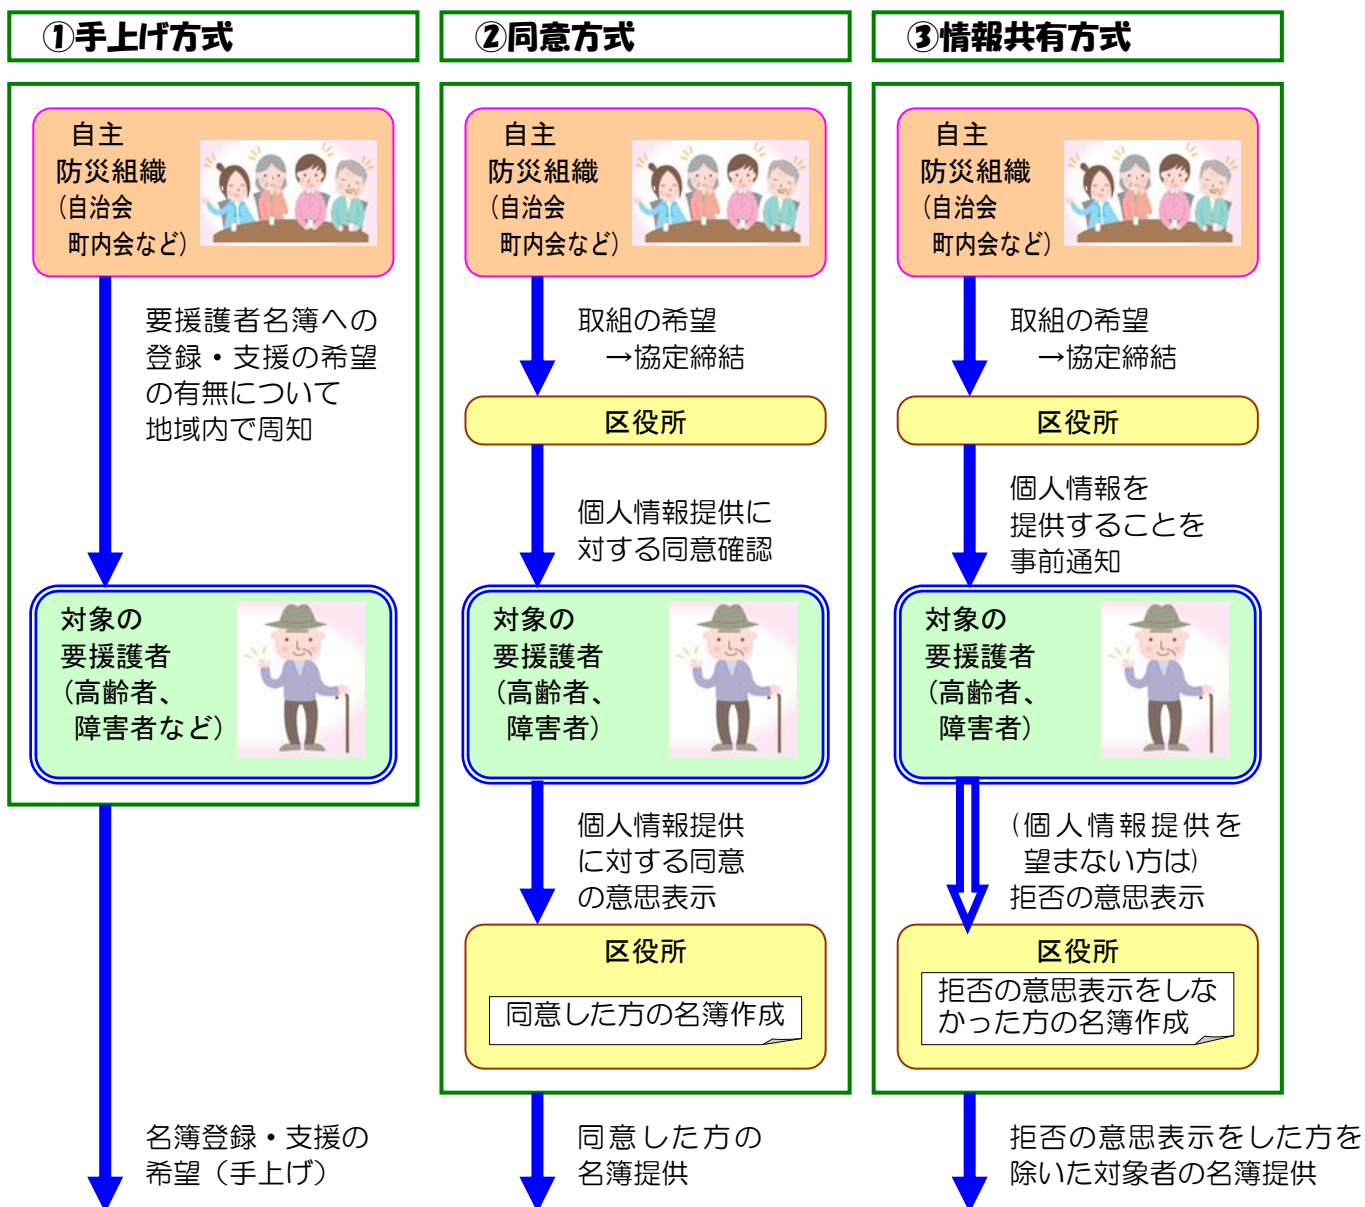 ①手上げ方式
自主
防災組織
(自治会
町内会など)
要援護者名簿への
登録・支援の希望
の有無について
地域内で周知
対象の
要援護者
(高齢者、
障害者など)
名簿登録・支援の
希望（手上げ）
②同意方式
自主
防災組織
(自治会
町内会など)
取組の希望
→協定締結
区役所
個人情報提供に
対する同意確認
対象の
要援護者
(高齢者、
障害者)
個人情報提供
に対する同意
の意思表示
区役所
同意した方の名簿作成
同意した方の
名簿提供
③情報共有方式
自主
防災組織
(自治会
町内会など)
取組の希望
→協定締結
区役所
個人情報を
提供することを
事前通知
対象の
要援護者
(高齢者、
障害者)
(個人情報提供を
望まない方は)
拒否の意思表示
区役所
拒否の意思表示をしな
かった方の名簿作成
拒否の意思表示をした方を
除いた対象者の名簿提供